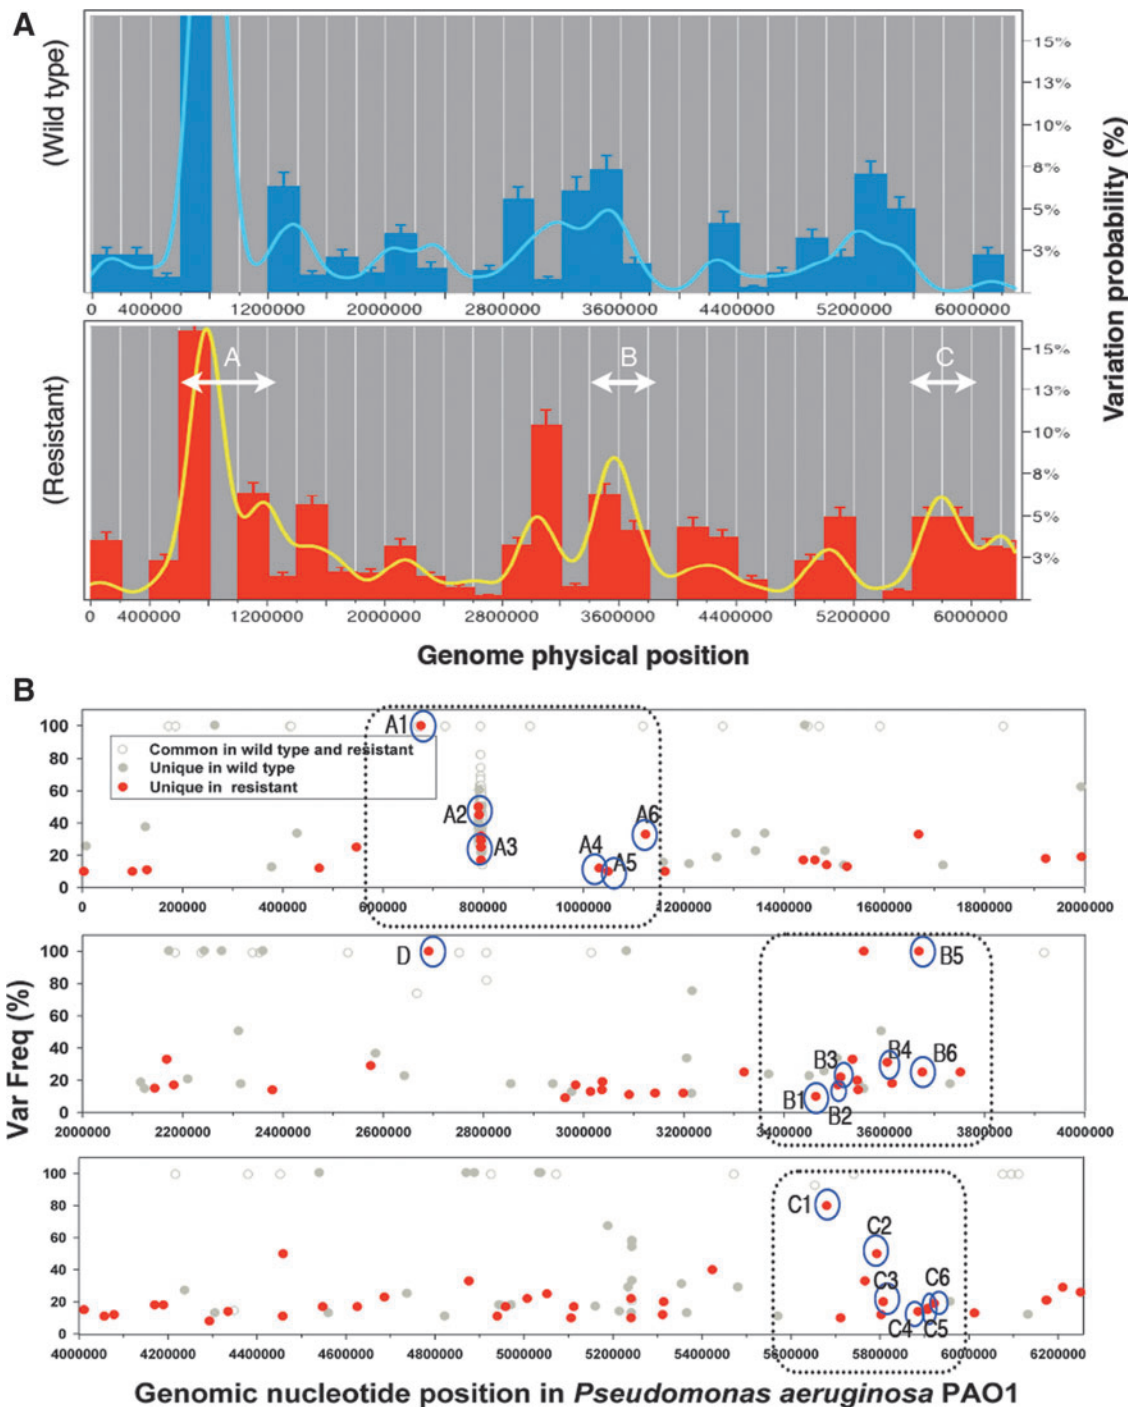 A
(Wild type)
15%
13%
10%
8%
5%
3%
0 4000000 12000000 2000000 2800000 3600000 4400000 5200000 6000000
Variation probability (%)
(Resistant)
A B C
15%
13%
10%
8%
5%
3%
0 4000000 12000000 2000000 2800000 3600000 4400000 5200000 6000000
Genome physical position
B
Var Freq (%)
100
80
60
40
20
0
Common in wild type and resistant
Unique in wild type
Unique in resistant
A1
A2
A3
A4
A5
A6
0 200000 400000 600000 800000 1000000 1200000 1400000 1600000 1800000 2000000
100
80
60
40
20
0
D
B5
B3
B4
B6
B1
B2
2000000 2200000 2400000 2600000 2800000 3000000 3200000 3400000 3600000 3800000 4000000
100
80
60
40
20
0
C1
C2
C3
C6
C4
C5
4000000 4200000 4400000 4600000 4800000 5000000 5200000 5400000 5600000 5800000 6000000 6200000
Genomic nucleotide position in Pseudomonas aeruginosa PAO1